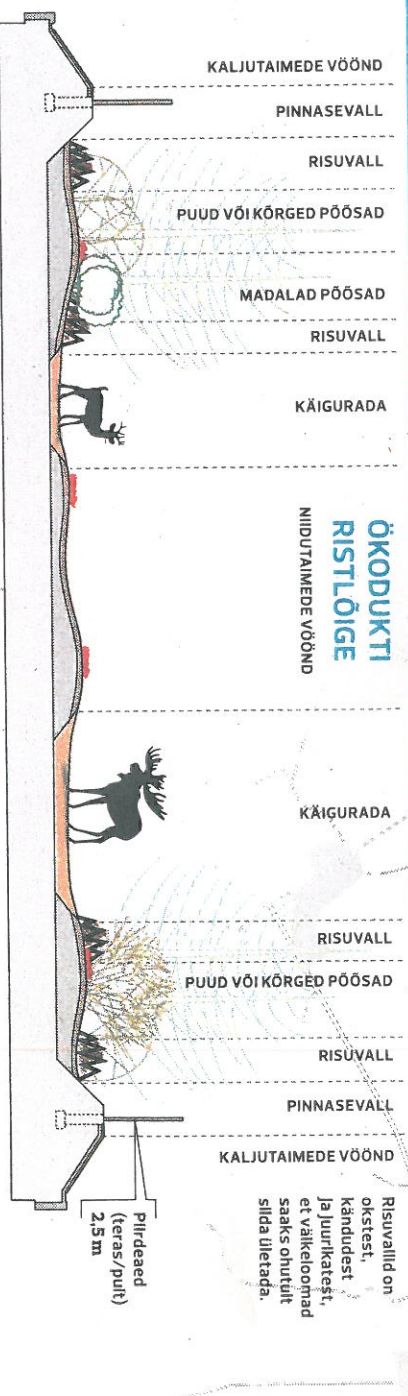 KALJUTAIMEDE VÖÖND
PINNASEVALL
RISUVALL
PUUD VÕI KÕRGED PÕÕSAD
MADALAD PÕÕSAD
RISUVALL
KÄIGURADA
ÖKODUKTI
RISTLÕIGE
NIIDUTAIMEDE VÖÖND
KÄIGURADA
RISUVALL
PUUD VÕI KÕRGED PÕÕSAD
RISUVALL
PINNASEVALL
KALJUTAIMEDE VÖÖND
Risuvallid on
okstest,
kändudest
ja juurikatest,
et väikeloomad
saaks ohutult
silda ületada.
Piirdeaed
(teras/puit)
2,5 m